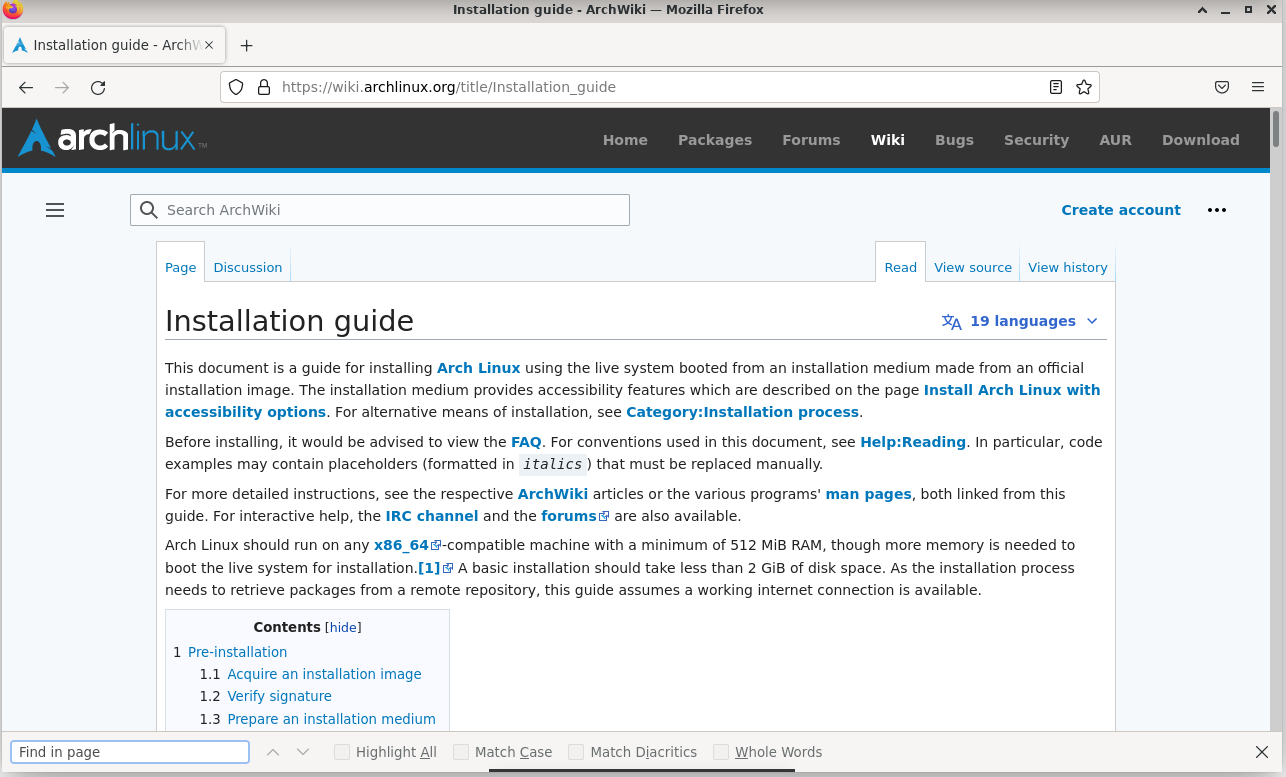 Installation guide - ArchWiki — Mozilla Firefox
Installation guide - ArchW
https://wiki.archlinux.org/title/Installation_guide
archlinux TM
Home Packages Forums Wiki Bugs Security AUR Download
Search ArchWiki
Create account
Page Discussion Read View source View history
Installation guide
19 languages
This document is a guide for installing Arch Linux using the live system booted from an installation medium made from an official
installation image. The installation medium provides accessibility features which are described on the page Install Arch Linux with
accessibility options. For alternative means of installation, see Category:Installation process.
Before installing, it would be advised to view the FAQ. For conventions used in this document, see Help:Reading. In particular, code
examples may contain placeholders (formatted in italics) that must be replaced manually.
For more detailed instructions, see the respective ArchWiki articles or the various programs' man pages, both linked from this
guide. For interactive help, the IRC channel and the forums are also available.
Arch Linux should run on any x86_64-compatible machine with a minimum of 512 MiB RAM, though more memory is needed to
boot the live system for installation.[1] A basic installation should take less than 2 GiB of disk space. As the installation process
needs to retrieve packages from a remote repository, this guide assumes a working internet connection is available.
Contents [hide]
1 Pre-installation
1.1 Acquire an installation image
1.2 Verify signature
1.3 Prepare an installation medium
Find in page Highlight All Match Case Match Diacritics Whole Words